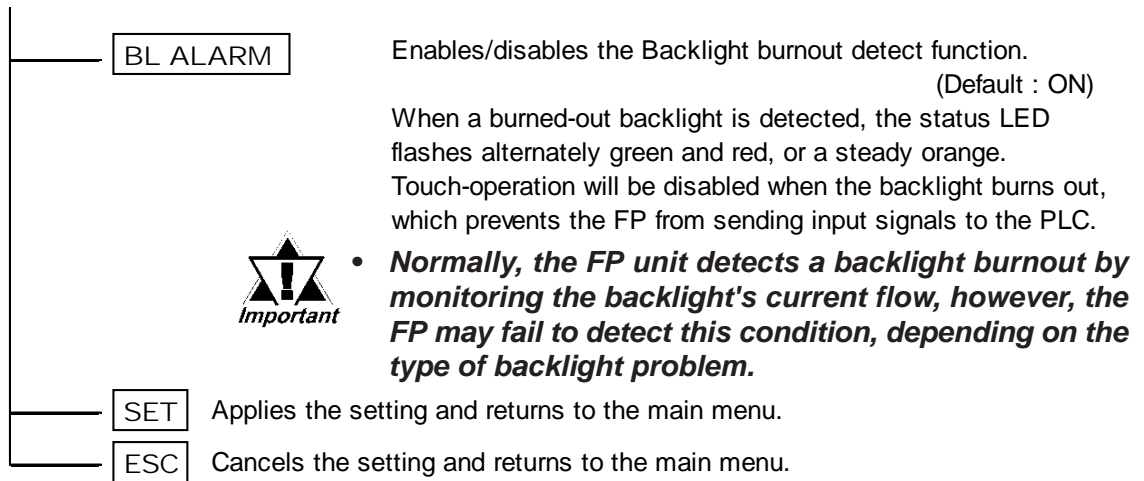 BL ALARM
Enables/disables the Backlight burnout detect function.
(Default : ON)
When a burned-out backlight is detected, the status LED
flashes alternately green and red, or a steady orange.
Touch-operation will be disabled when the backlight burns out,
which prevents the FP from sending input signals to the PLC.
Important
• Normally, the FP unit detects a backlight burnout by
monitoring the backlight's current flow, however, the
FP may fail to detect this condition, depending on the
type of backlight problem.
SET Applies the setting and returns to the main menu.
ESC Cancels the setting and returns to the main menu.